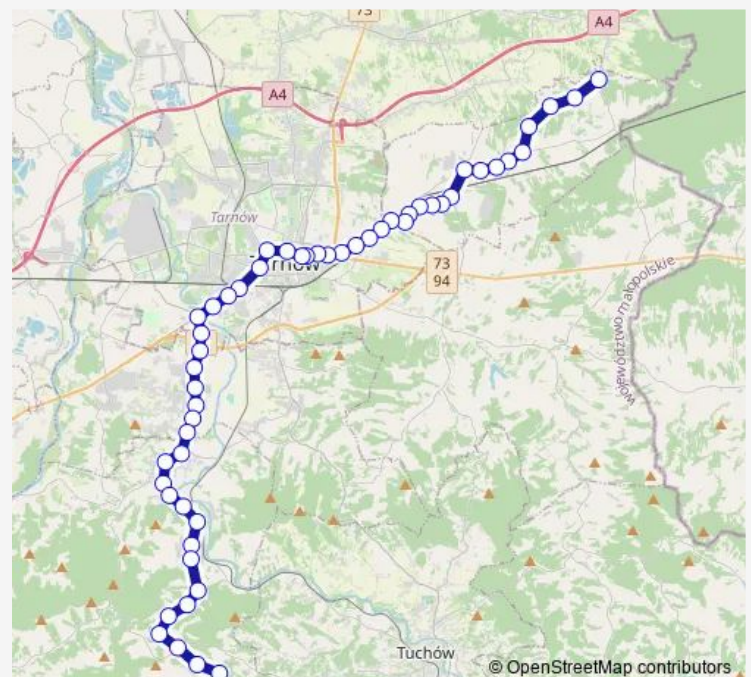 73
A4
A4
Tarnów
Tarnów
73
94
województwo małopolskie
Tuchów
© OpenStreetMap contributors